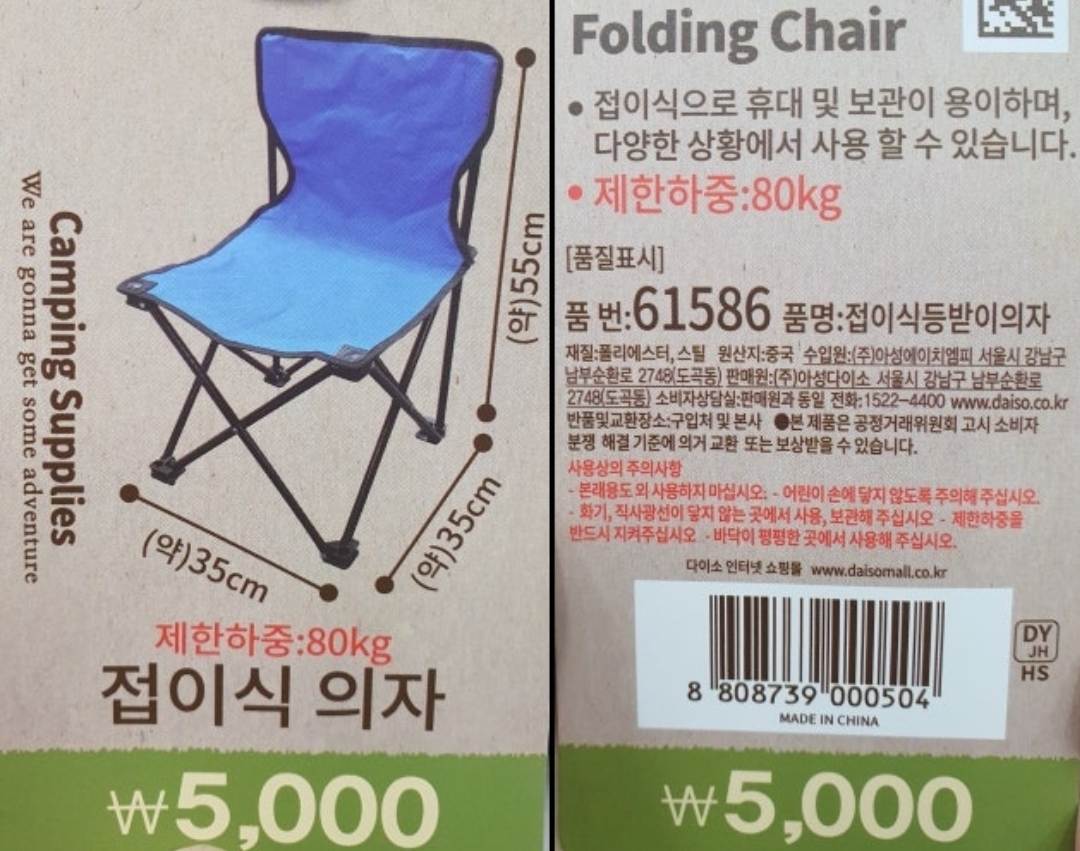 We are gonna get some adventure
Camping Supplies
(약)55cm
(약)35cm
(약)35cm
제한하중:80kg
접이식 의자
₩5,000
Folding Chair
• 접이식으로 휴대 및 보관이 용이하며,
다양한 상황에서 사용 할 수 있습니다.
• 제한하중:80kg
[품질표시]
품 번:61586 품명:접이식등받이의자
재질:폴리에스터, 스틸 원산지:중국 수입원:(주)아성에이치엠피 서울시 강남구
남부순환로 2748(도곡동) 판매원:(주)아성다이소 서울시 강남구 남부순환로
2748(도곡동) 소비자상담실:판매원과 동일 전화:1522-4400 www.daiso.co.kr
반품및교환장소:구입처 및 본사 ●본 제품은 공정거래위원회 고시 소비자
분쟁 해결 기준에 의거 교환 또는 보상받을 수 있습니다.
사용상의 주의사항
- 본래용도 외 사용하지 마십시오. - 어린이 손에 닿지 않도록 주의해 주십시오.
- 화기, 직사광선이 닿지 않는 곳에서 사용, 보관해 주십시오 - 제한하중을
반드시 지켜주십시오 - 바닥이 평평한 곳에서 사용해 주십시오.
다이소 인터넷 쇼핑몰 www.daisomall.co.kr
8 808739 000504
MADE IN CHINA
DY
JH
HS
₩5,000